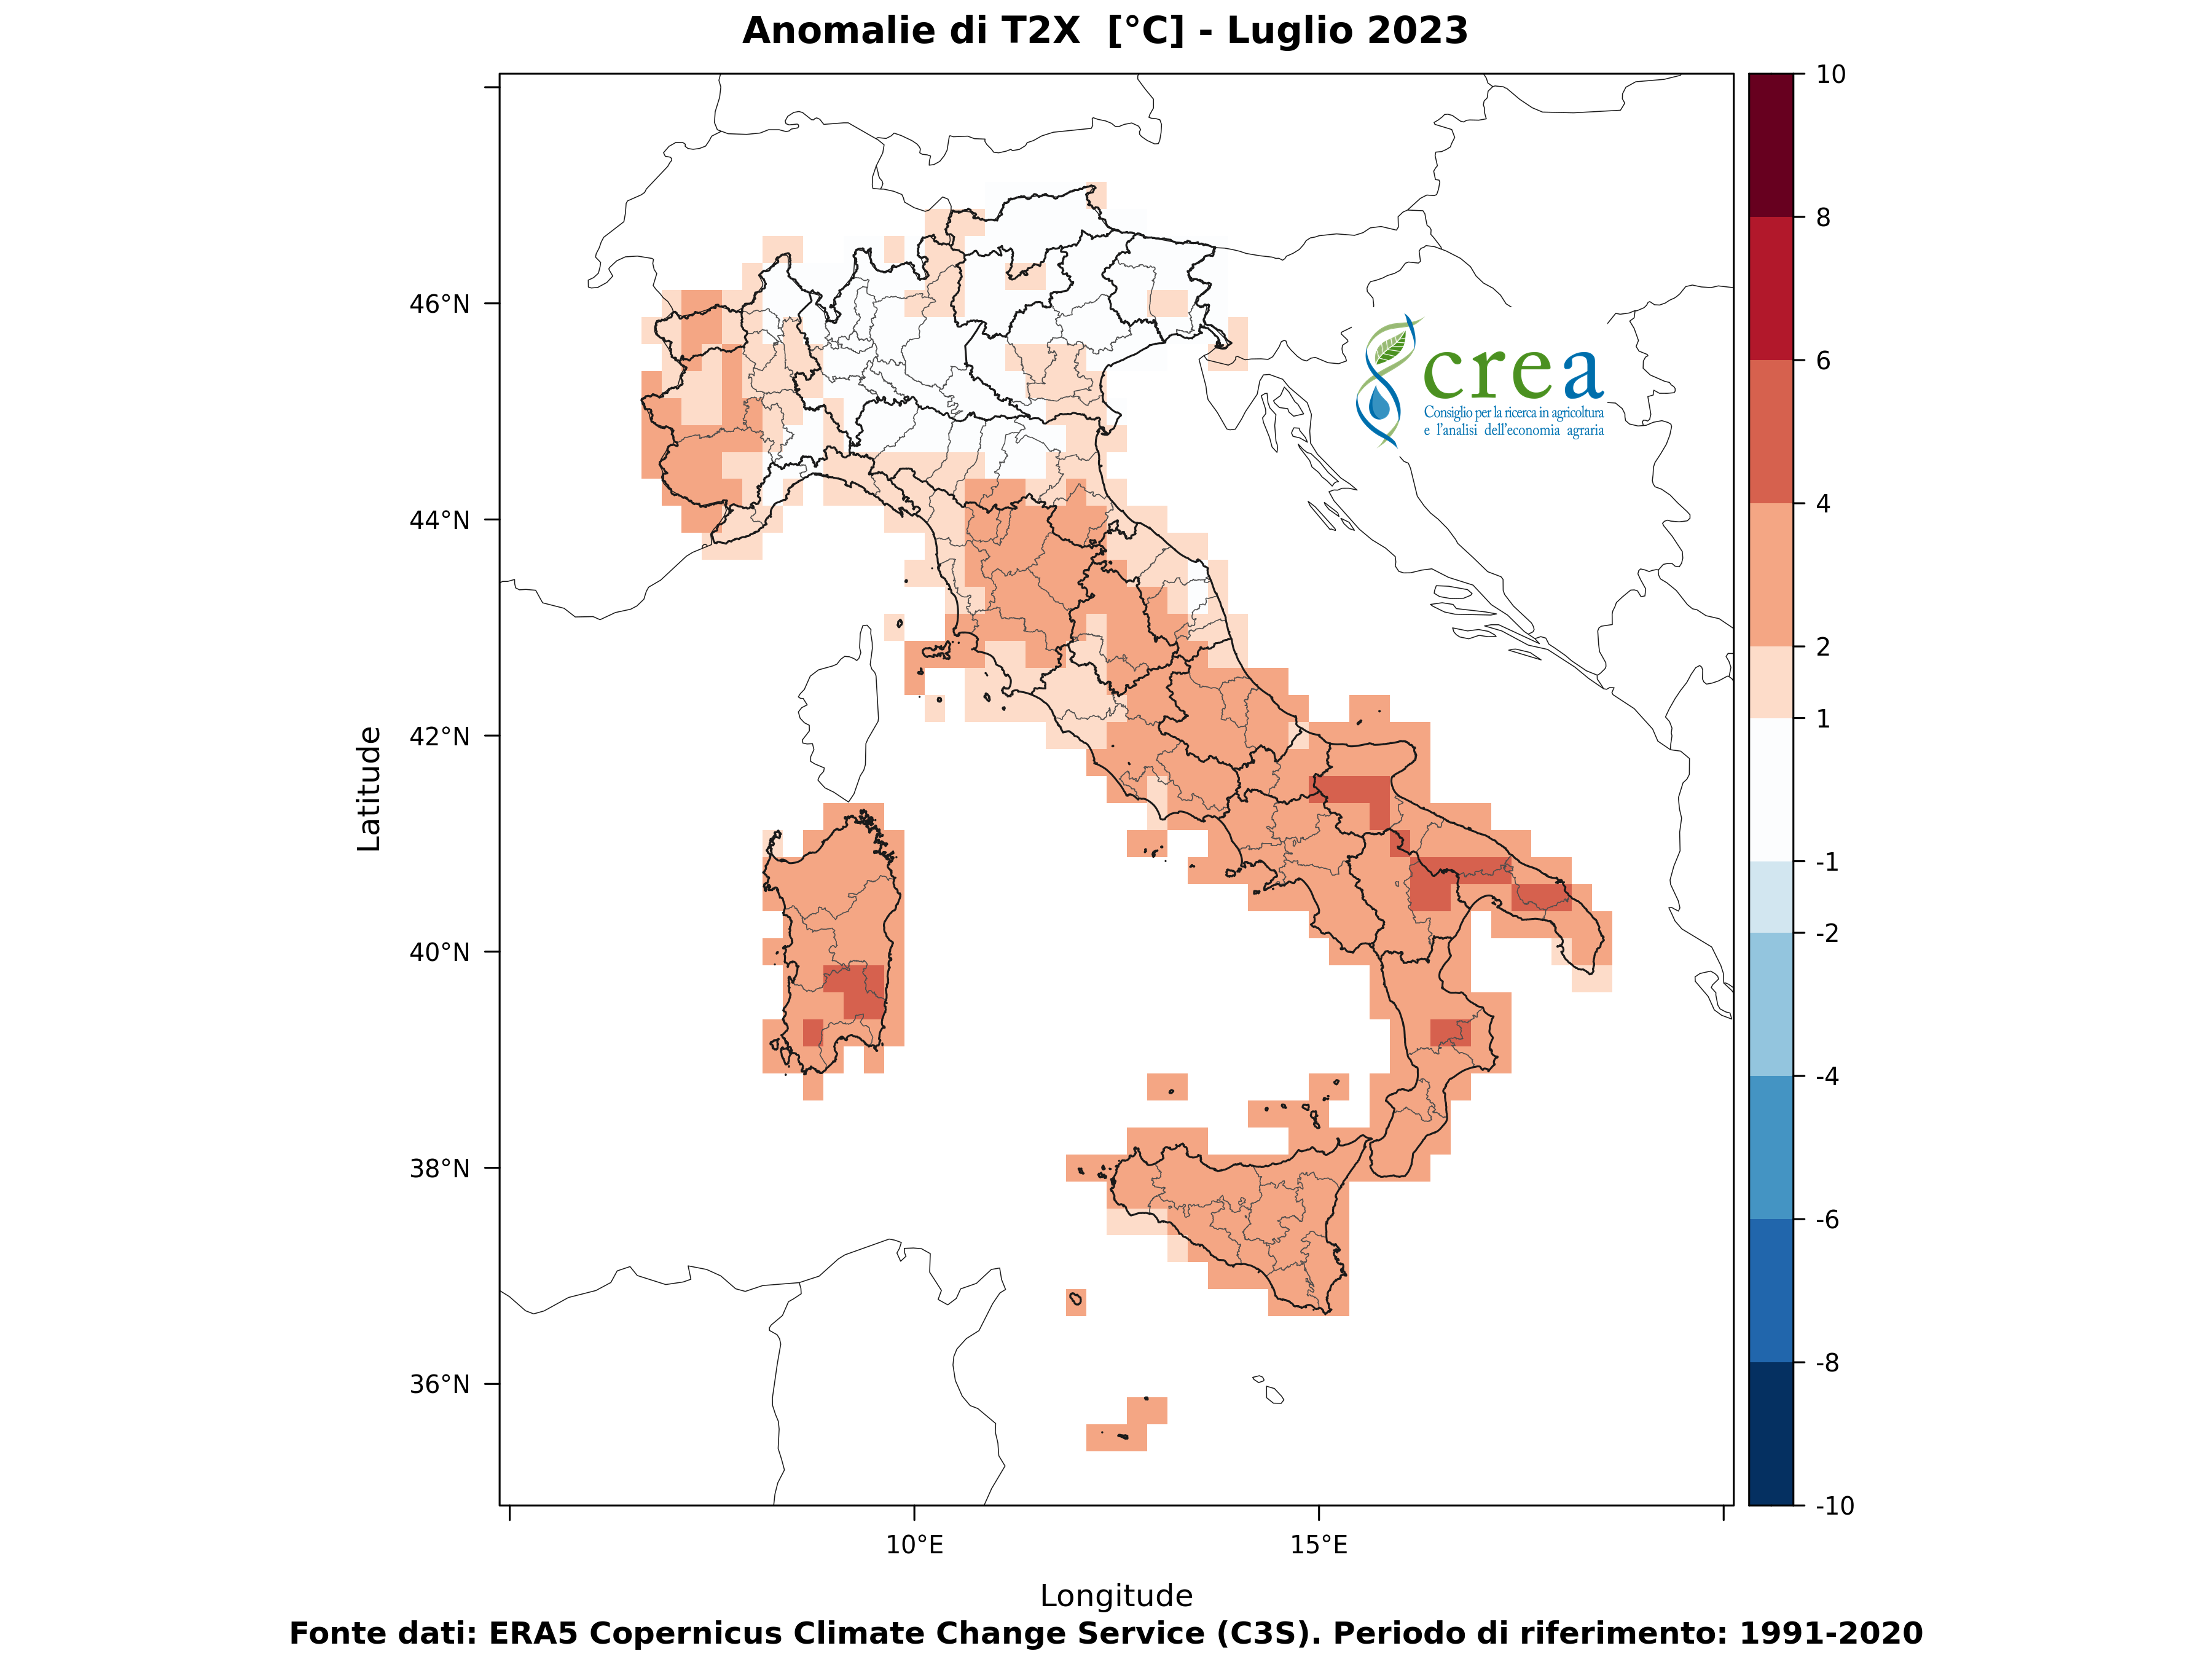 Anomalie di T2X [°C] - Luglio 2023
10
8
6
4
2
1
-1
-2
-4
-6
-8
-10
46°N
44°N
42°N
40°N
38°N
36°N
Latitude
crea
Consiglio per la ricerca in agricoltura
e l'analisi dell'economia agraria
10°E 15°E
Longitude
Fonte dati: ERA5 Copernicus Climate Change Service (C3S). Periodo di riferimento: 1991-2020